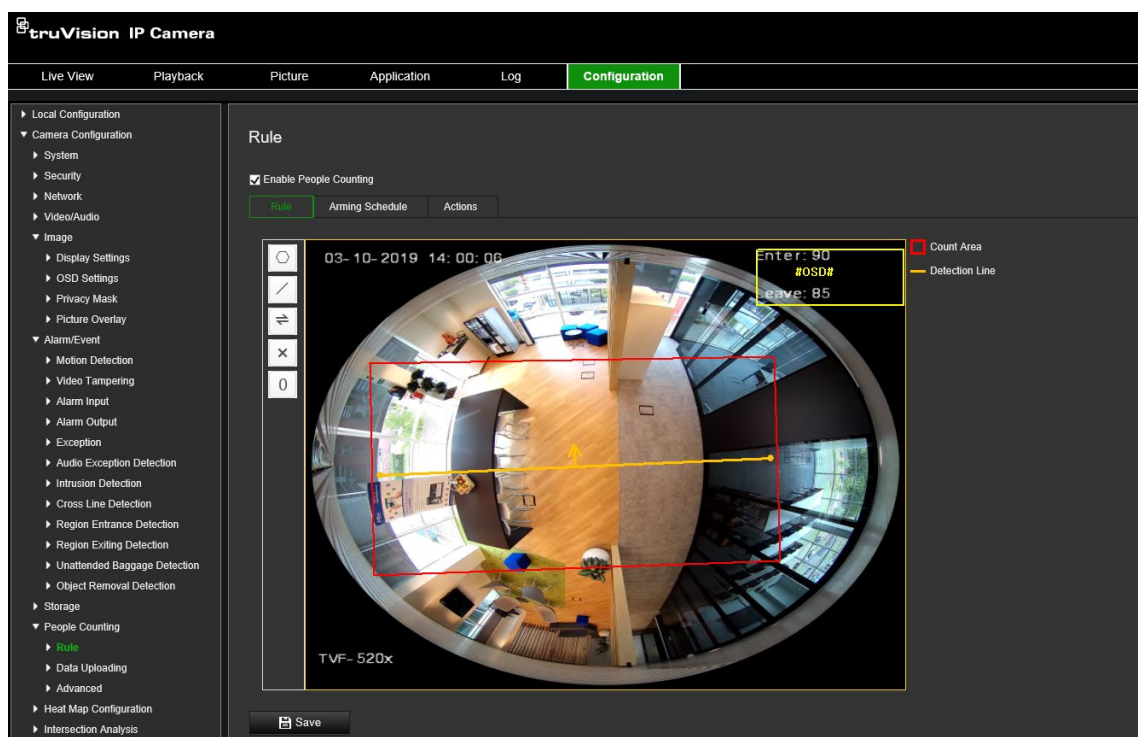 truVision IP Camera
Live View Playback Picture Application Log Configuration
Local Configuration
Camera Configuration
System
Security
Network
Video/Audio
Image
Display Settings
OSD Settings
Privacy Mask
Picture Overlay
Alarm/Event
Motion Detection
Video Tampering
Alarm Input
Alarm Output
Exception
Audio Exception Detection
Intrusion Detection
Cross Line Detection
Region Entrance Detection
Region Exiting Detection
Unattended Baggage Detection
Object Removal Detection
Storage
People Counting
Rule
Data Uploading
Advanced
Heat Map Configuration
Intersection Analysis
Rule
Enable People Counting
Rule Arming Schedule Actions
03-10-2019 14:00:06
Enter: 90
#OSD#
Leave: 85
TVF-520x
Count Area
Detection Line
Save